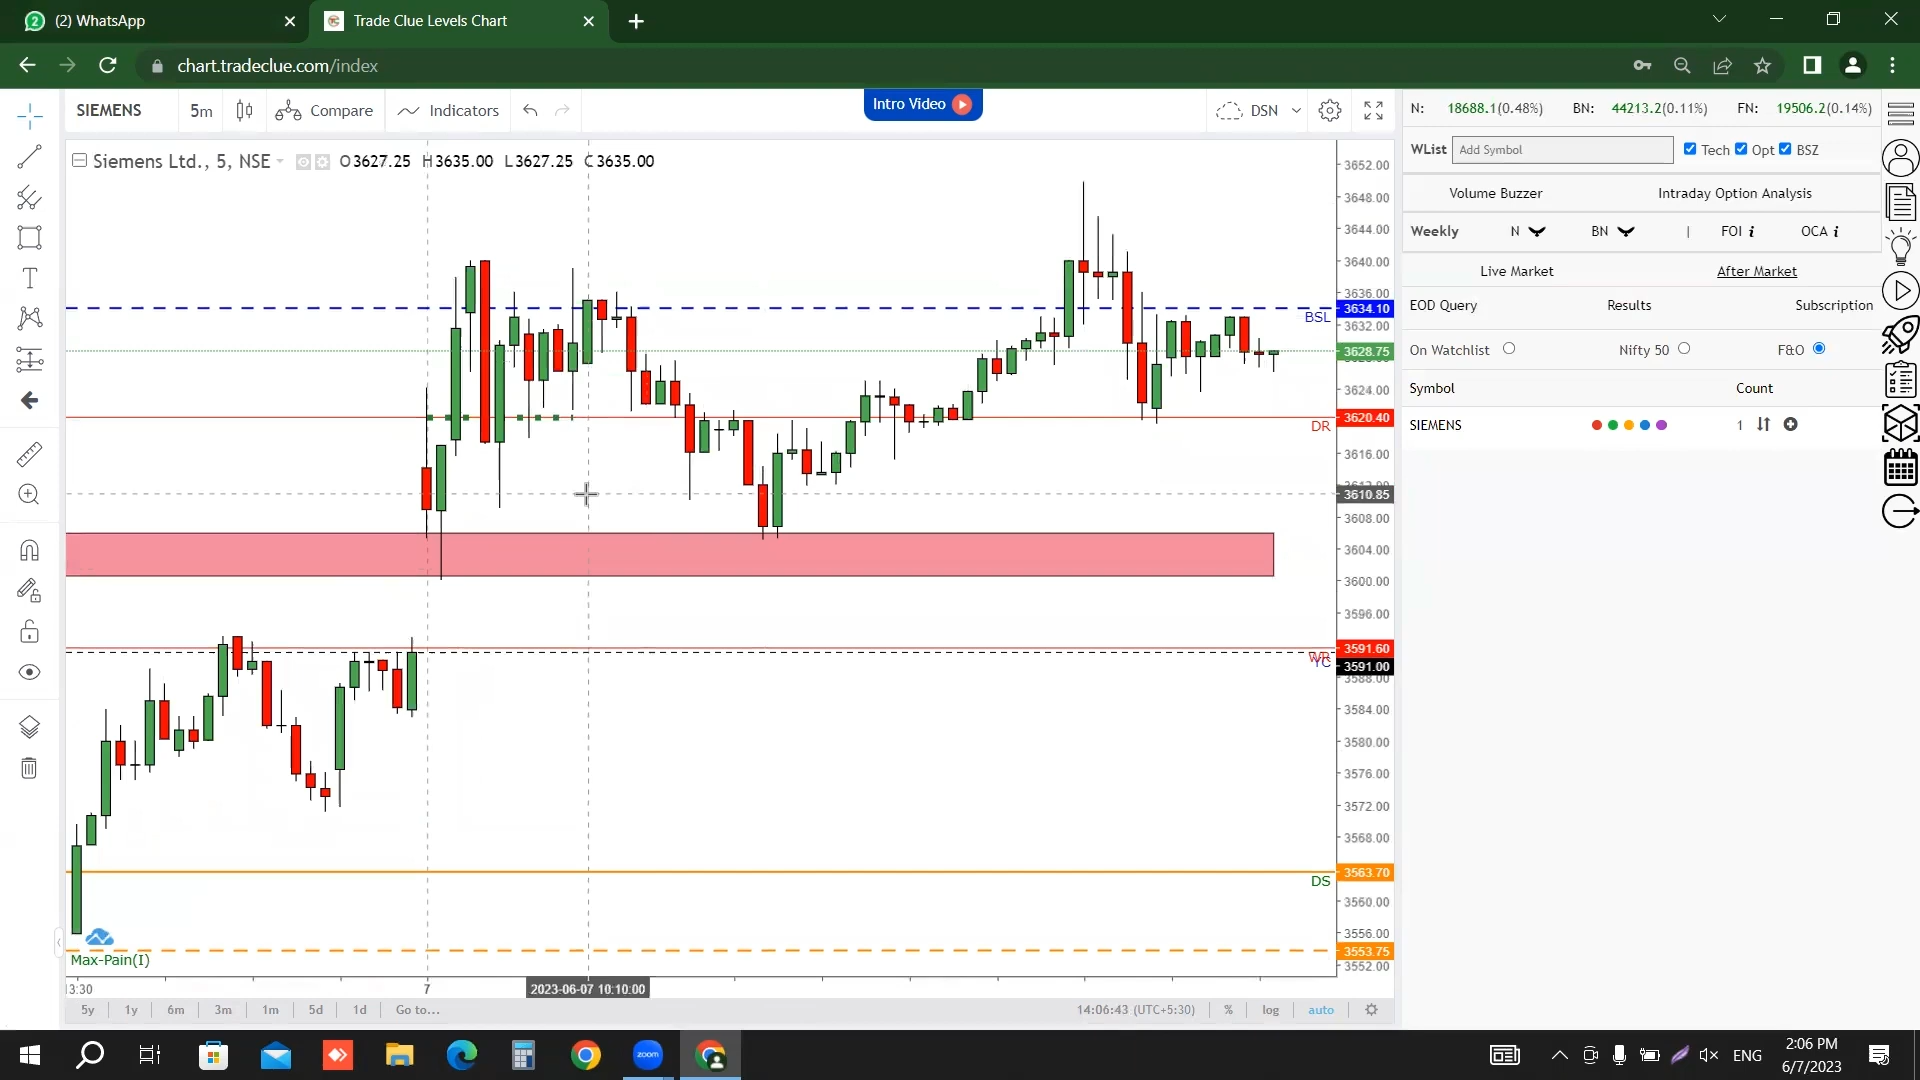 (2) WhatsApp
Trade Clue Levels Chart
chart.tradeclue.com/index
SIEMENS 5m Compare Indicators Intro Video DSN
Siemens Ltd., 5, NSE O3627.25 H3635.00 L3627.25 C3635.00
3652.00
3648.00
3644.00
3640.00
3636.00
3634.10
BSL
3632.00
3628.75
3624.00
3620.40
DR
3616.00
3610.85
3608.00
3604.00
3600.00
3596.00
3591.60
WR
YC
3591.00
3588.00
3584.00
3580.00
3576.00
3572.00
3568.00
3563.70
DS
3560.00
3556.00
3553.75
3552.00
Max-Pain(I)
13:30 7 2023-06-07 10:10:00
5y 1y 6m 3m 1m 5d 1d Go to... 14:06:43 (UTC+5:30) % log auto
N: 18688.1(0.48%) BN: 44213.2(0.11%) FN: 19506.2(0.14%)
WList Add Symbol Tech Opt BSZ
Volume Buzzer Intraday Option Analysis
Weekly N BN | FOI i OCA i
Live Market After Market
EOD Query Results Subscription
On Watchlist Nifty 50 F&O
Symbol Count
SIEMENS 1
zoom
ENG
2:06 PM
6/7/2023